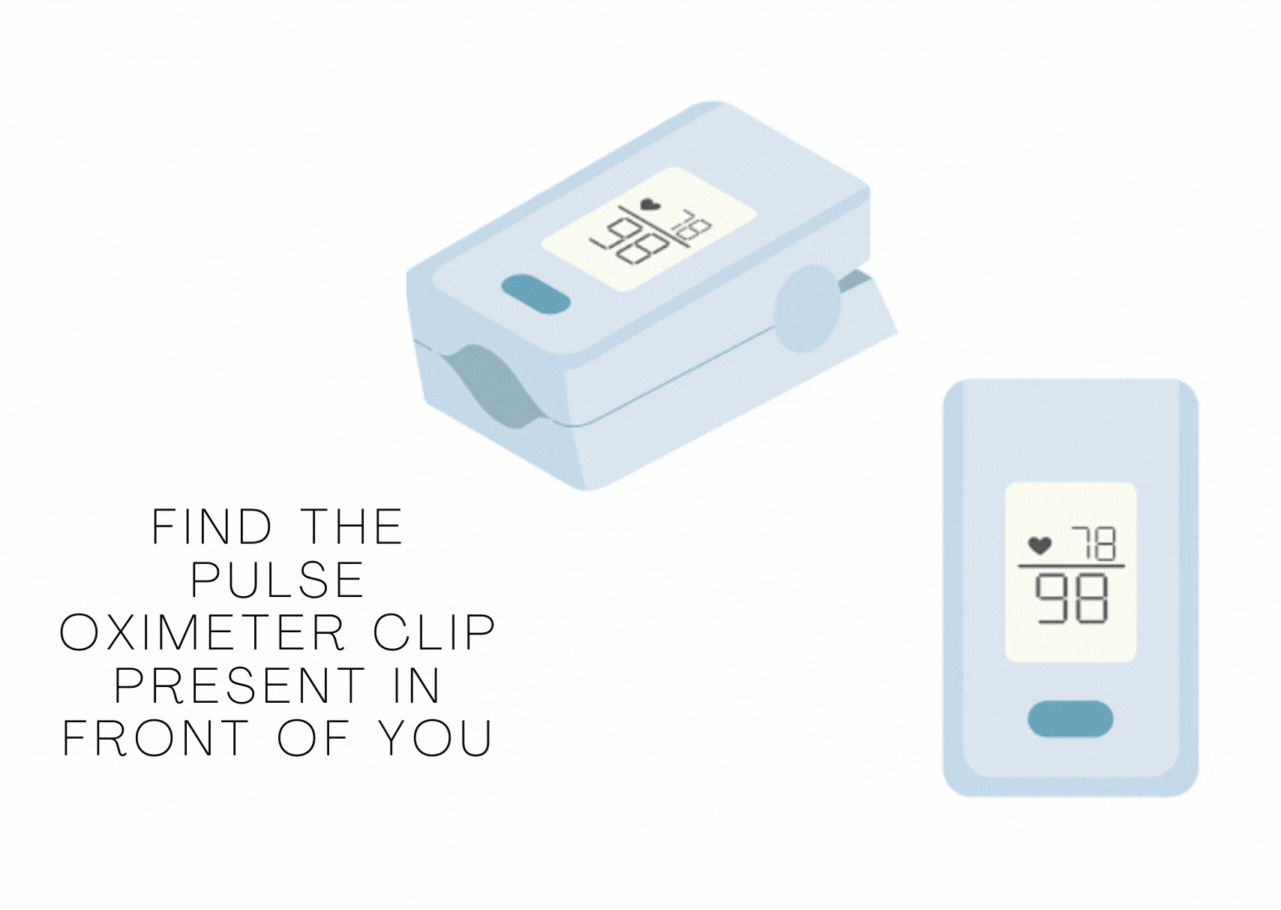 78
98
78
98
FIND THE
PULSE
OXIMETER CLIP
PRESENT IN
FRONT OF YOU